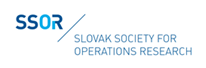 SSOR
SLOVAK SOCIETY FOR
OPERATIONS RESEARCH